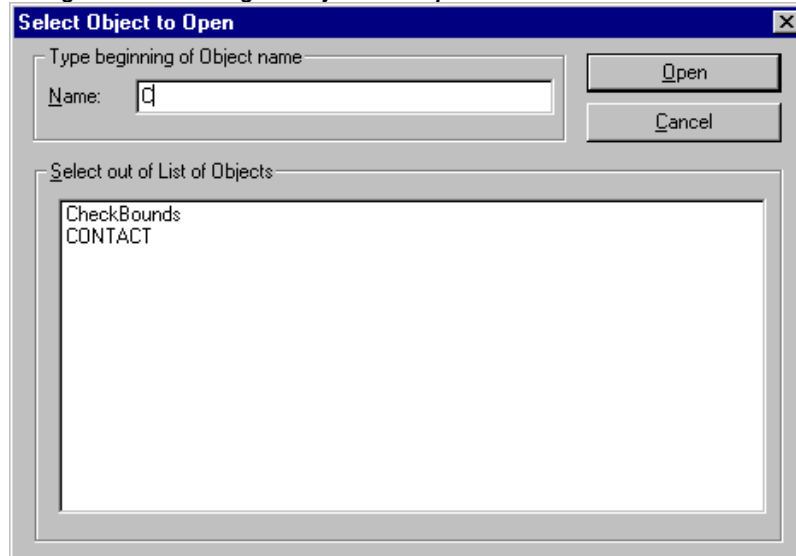 Select Object to Open
Type beginning of Object name
Open
Name: C
Cancel
Select out of List of Objects
CheckBounds
CONTACT